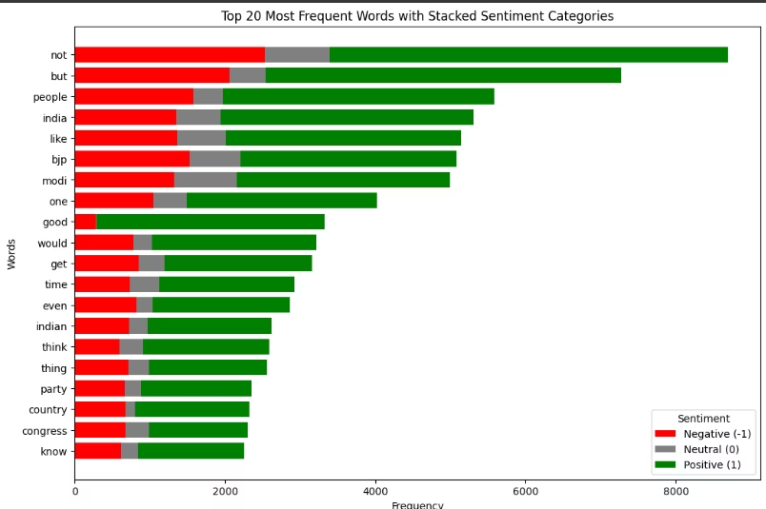 Top 20 Most Frequent Words with Stacked Sentiment Categories
Words
not
but
people
india
like
bjp
modi
one
good
would
get
time
even
indian
think
thing
party
country
congress
know
Sentiment
Negative (-1)
Neutral (0)
Positive (1)
0 2000 4000 6000 8000
Frequency